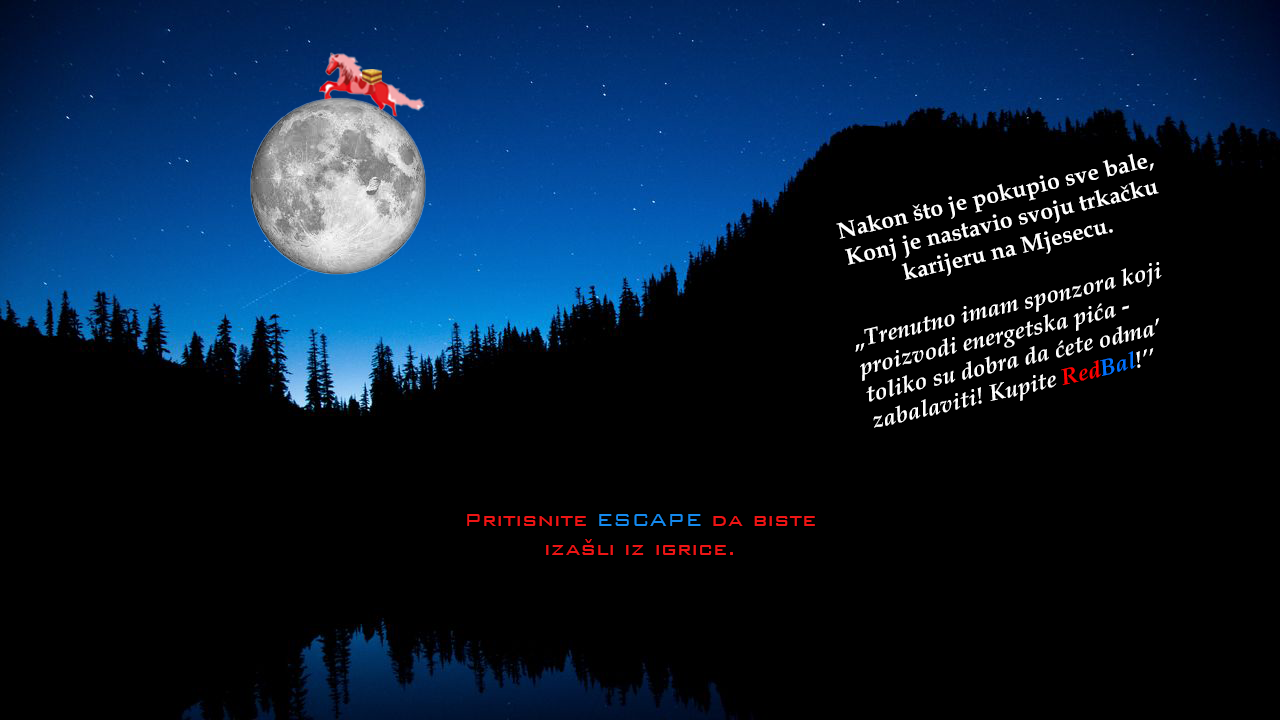 Nakon što je pokupio sve bale,
Konj je nastavio svoju trkačku
karijeru na Mjesecu.
„Trenutno imam sponzora koji
proizvodi energetska pića -
toliko su dobra da ćete odma’
zabalaviti! Kupite RedBal!’’
Pritisnite ESCAPE da biste
izašli iz igrice.